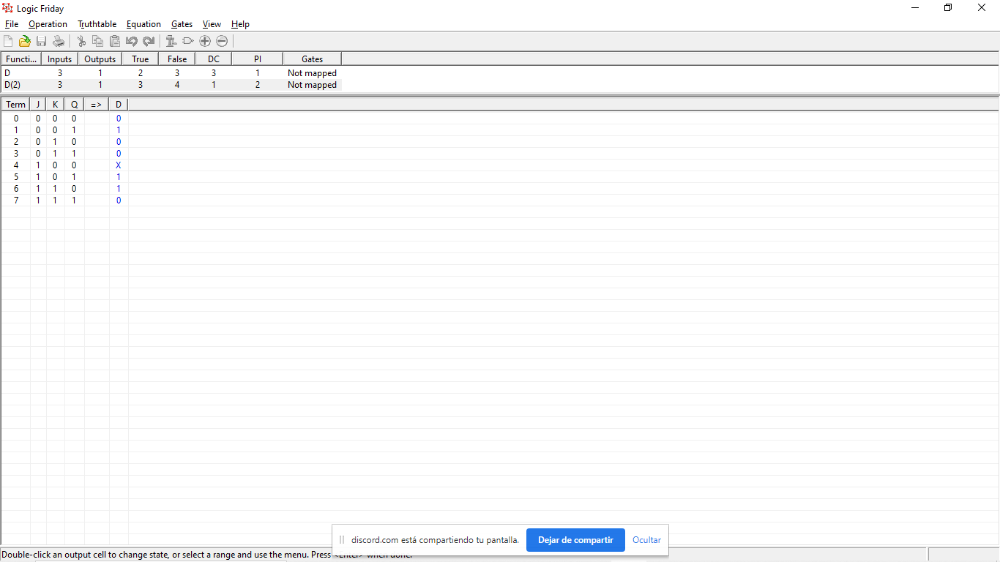 Logic Friday
File Operation Truthtable Equation Gates View Help
Functi... Inputs Outputs True False DC PI Gates
D 3 1 2 3 3 1 Not mapped
D(2) 3 1 3 4 1 2 Not mapped
Term J K Q => D
0 0 0 0 0
1 0 0 1 1
2 0 1 0 0
3 0 1 1 0
4 1 0 0 X
5 1 0 1 1
6 1 1 0 1
7 1 1 1 0
discord.com está compartiendo tu pantalla. Dejar de compartir Ocultar
Double-click an output cell to change state, or select a range and use the menu. Press <Enter> when done.